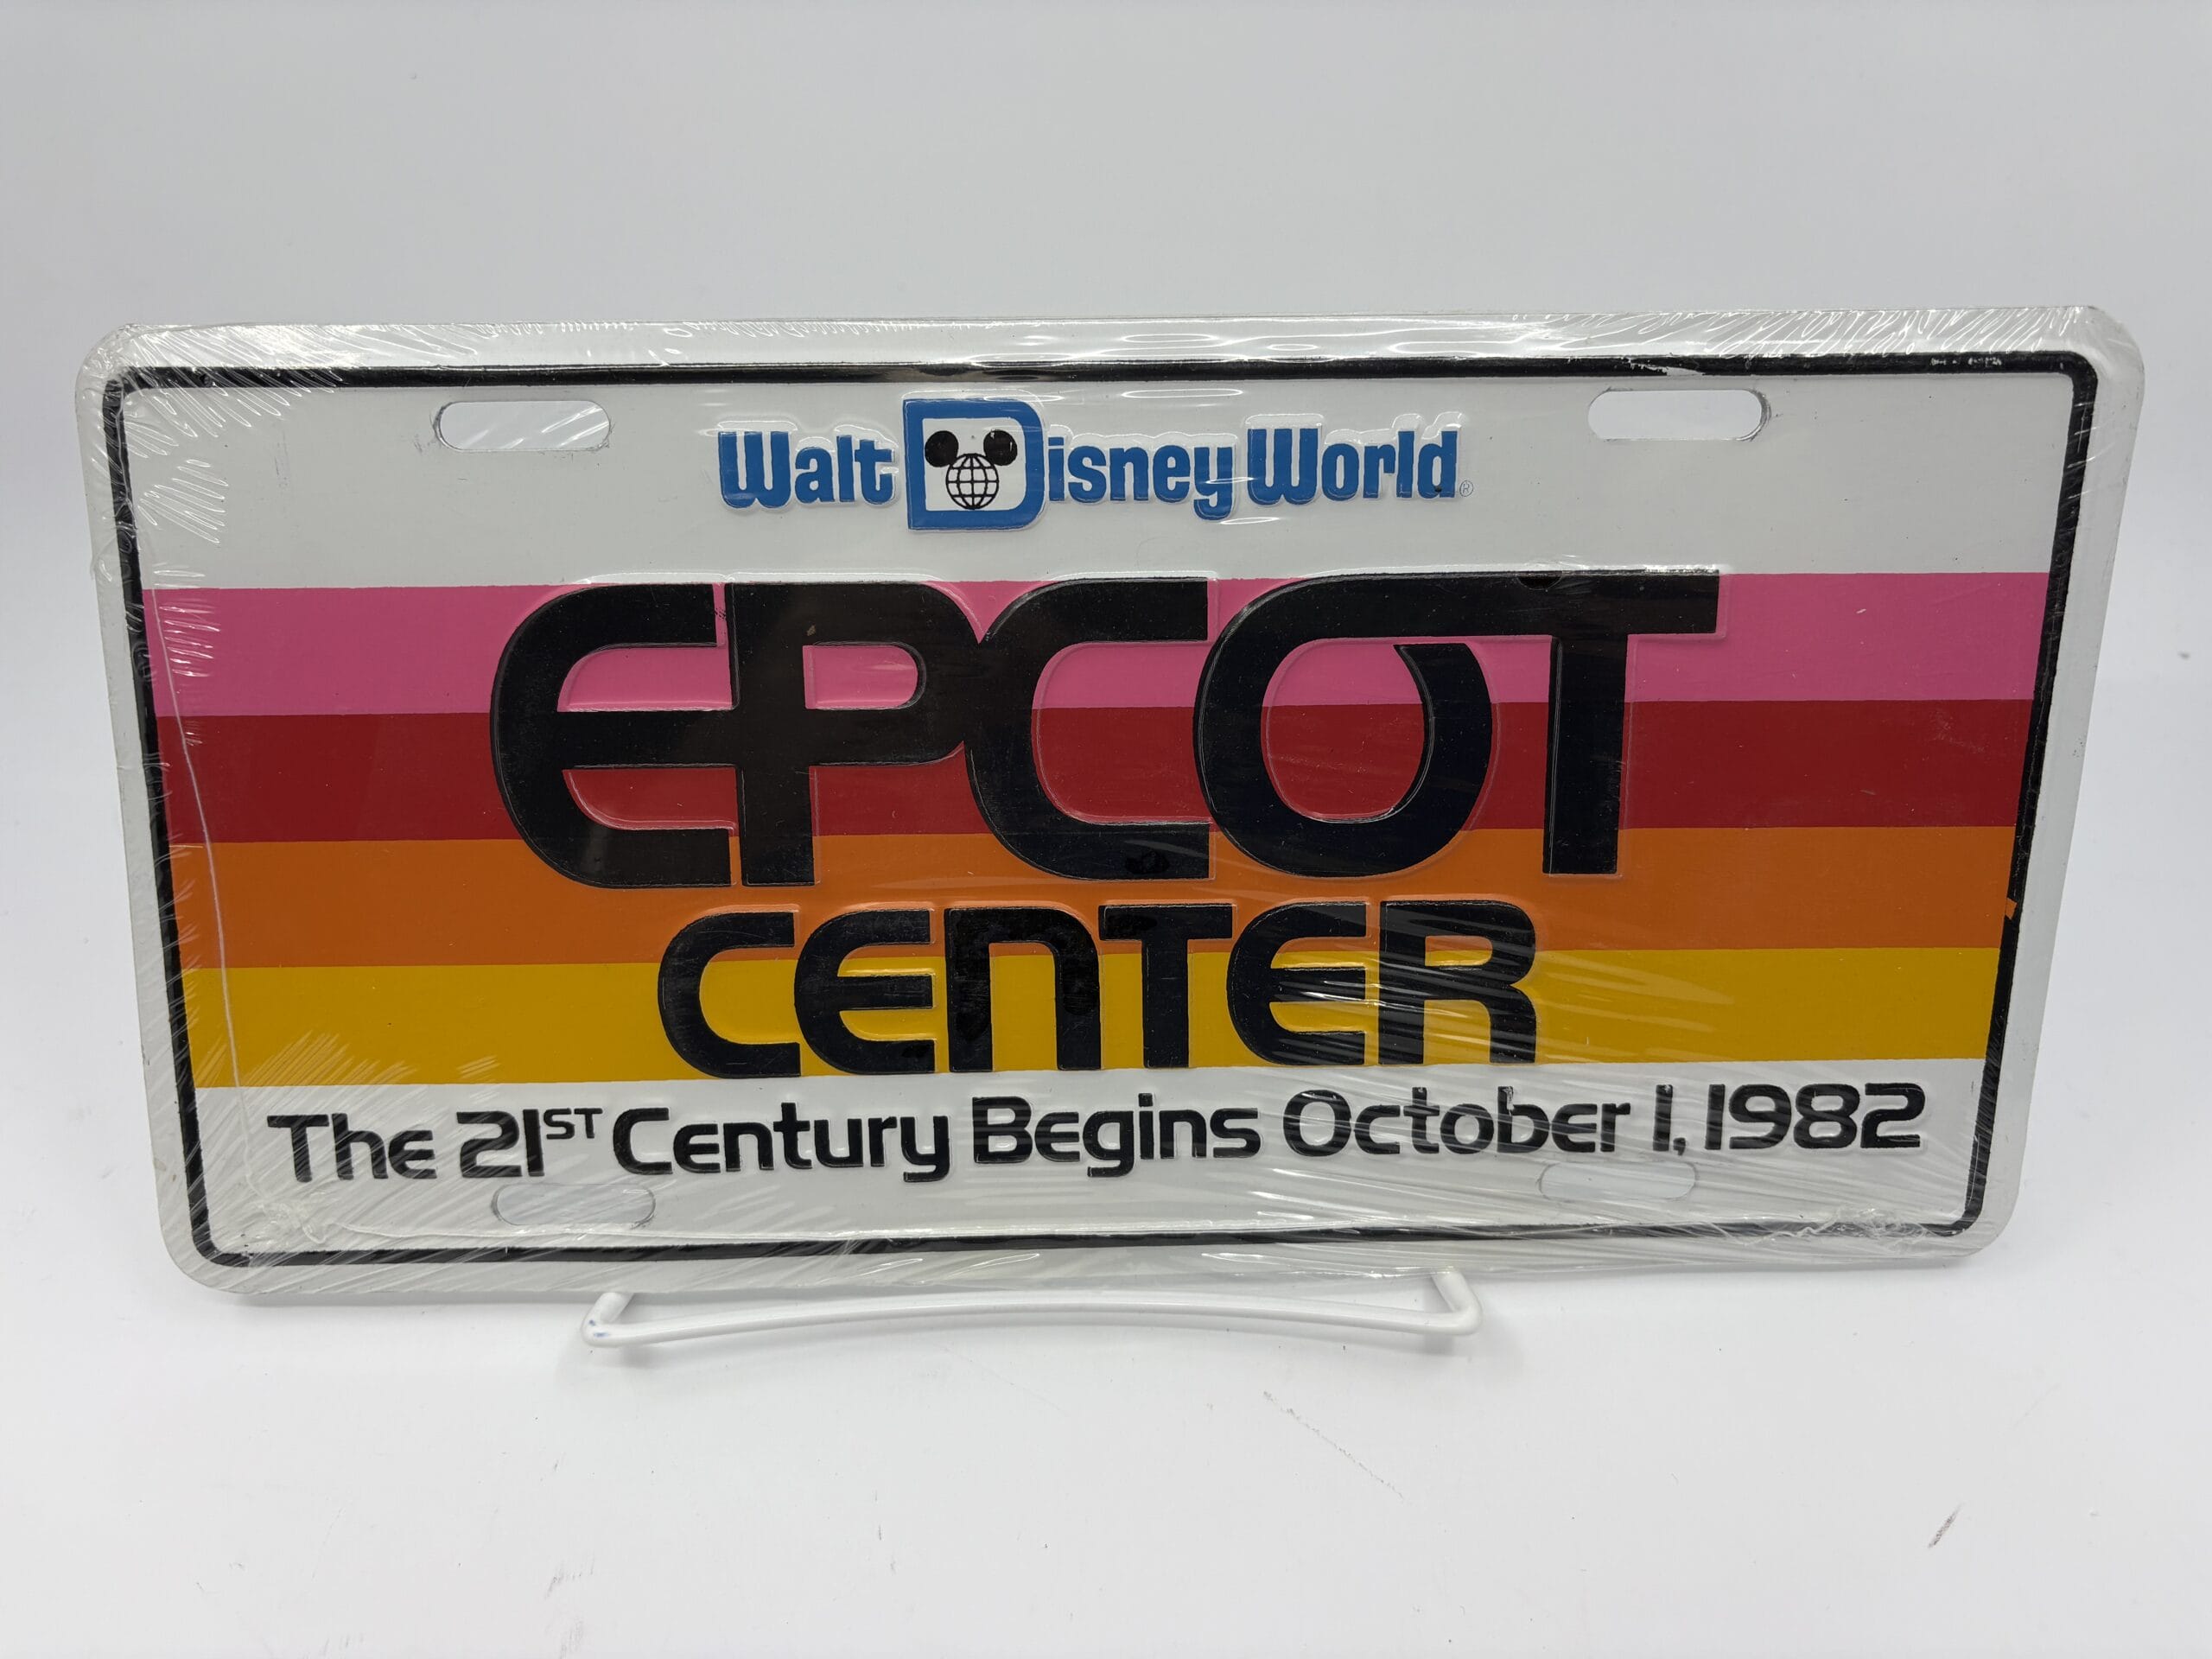 Walt Disney World®
EPCOT
CENTER
The 21ST Century Begins October 1, 1982